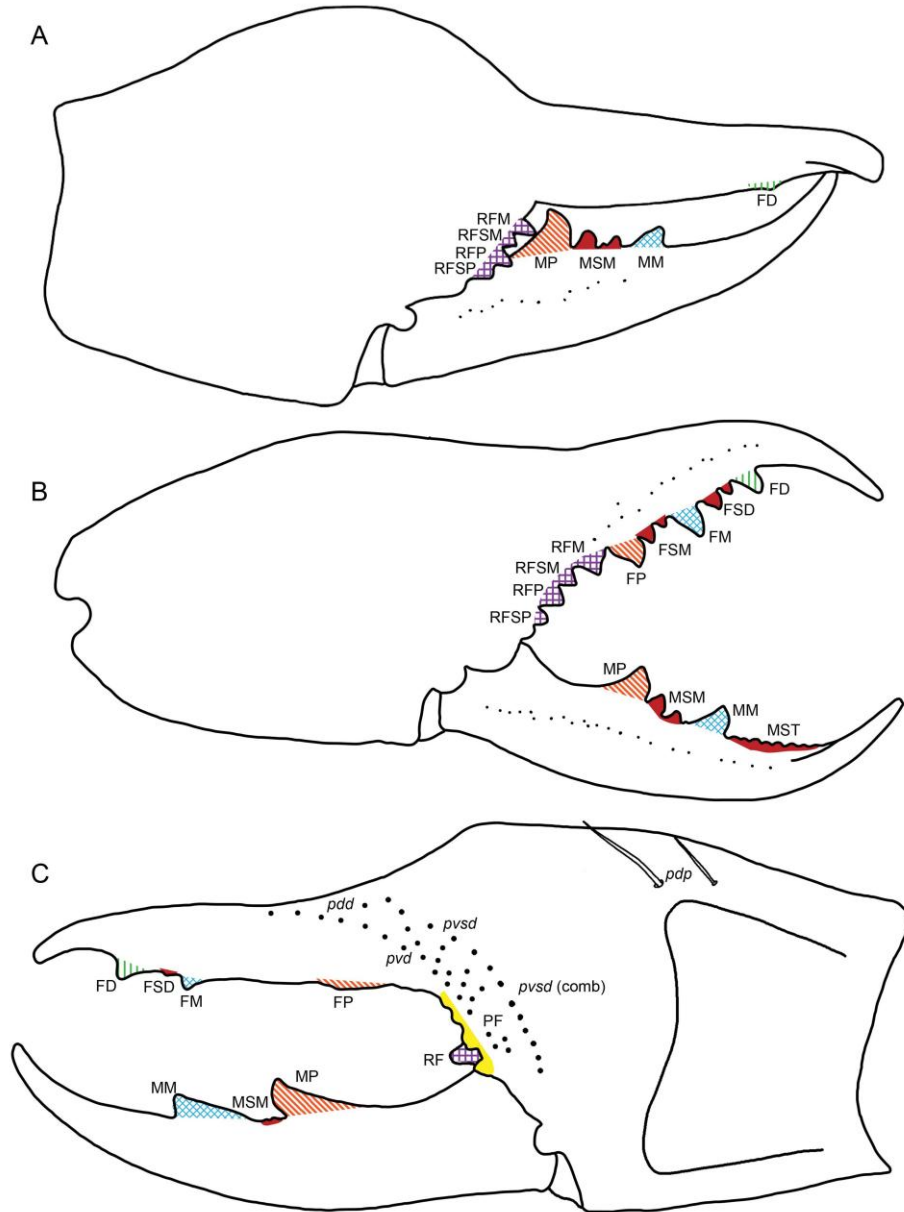 A
FD
RFM
RFSM
RFP
RFSP
MP MSM MM
B
FD
FSD
FM
FSM
FP
RFM
RFSM
RFP
RFSP
MP
MSM
MM
MST
C
pdp
pdd
pvsd
pvd
pvsd (comb)
FD FSD FM FP
PF
RF
MM MSM MP